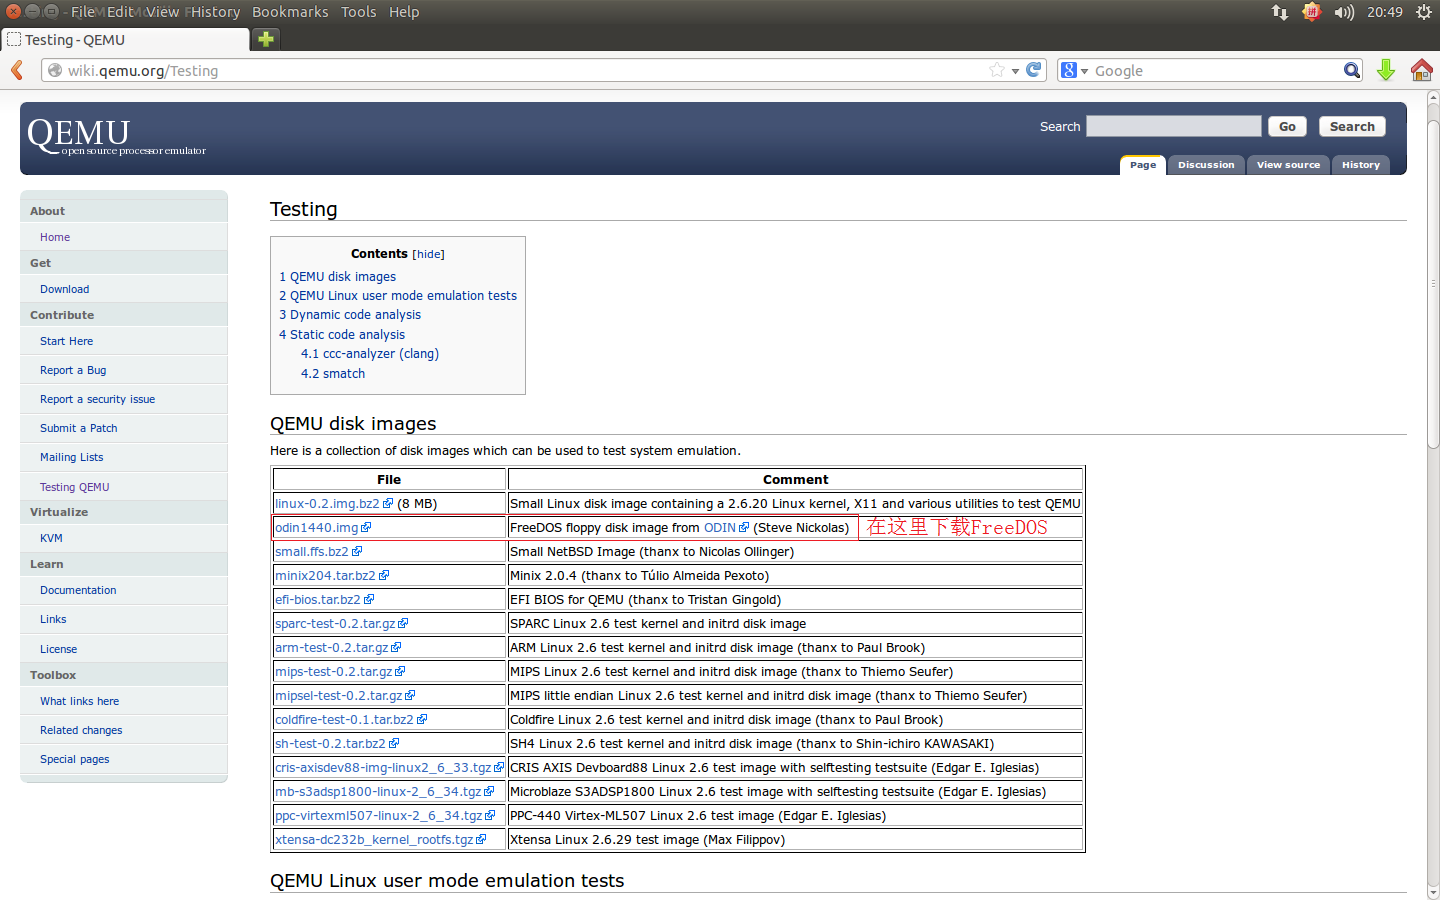 File Edit View History Bookmarks Tools Help
20:49
Testing - QEMU
wiki.qemu.org/Testing
Google
QEMU
open source processor emulator
Search
Go
Search
Page
Discussion
View source
History
About
Home
Get
Download
Contribute
Start Here
Report a Bug
Report a security issue
Submit a Patch
Mailing Lists
Testing QEMU
Virtualize
KVM
Learn
Documentation
Links
License
Toolbox
What links here
Related changes
Special pages
Testing
Contents [hide]
1 QEMU disk images
2 QEMU Linux user mode emulation tests
3 Dynamic code analysis
4 Static code analysis
4.1 ccc-analyzer (clang)
4.2 smatch
QEMU disk images
Here is a collection of disk images which can be used to test system emulation.
File Comment
linux-0.2.img.bz2 (8 MB) Small Linux disk image containing a 2.6.20 Linux kernel, X11 and various utilities to test QEMU
odin1440.img FreeDOS floppy disk image from ODIN (Steve Nickolas) 在这里下载FreeDOS
small.ffs.bz2 Small NetBSD Image (thanx to Nicolas Ollinger)
minix204.tar.bz2 Minix 2.0.4 (thanx to Túlio Almeida Pexoto)
efi-bios.tar.bz2 EFI BIOS for QEMU (thanx to Tristan Gingold)
sparc-test-0.2.tar.gz SPARC Linux 2.6 test kernel and initrd disk image
arm-test-0.2.tar.gz ARM Linux 2.6 test kernel and initrd disk image (thanx to Paul Brook)
mips-test-0.2.tar.gz MIPS Linux 2.6 test kernel and initrd disk image (thanx to Thiemo Seufer)
mipsel-test-0.2.tar.gz MIPS little endian Linux 2.6 test kernel and initrd disk image (thanx to Thiemo Seufer)
coldfire-test-0.1.tar.bz2 Coldfire Linux 2.6 test kernel and initrd disk image (thanx to Paul Brook)
sh-test-0.2.tar.bz2 SH4 Linux 2.6 test kernel and initrd disk image (thanx to Shin-ichiro KAWASAKI)
cris-axisdev88-img-linux2_6_33.tgz CRIS AXIS Devboard88 Linux 2.6 test image with selftesting testsuite (Edgar E. Iglesias)
mb-s3adsp1800-linux-2_6_34.tgz Microblaze S3ADSP1800 Linux 2.6 test image with selftesting testsuite (Edgar E. Iglesias)
ppc-virtexml507-linux-2_6_34.tgz PPC-440 Virtex-ML507 Linux 2.6 test image (Edgar E. Iglesias)
xtensa-dc232b_kernel_rootfs.tgz Xtensa Linux 2.6.29 test image (Max Filippov)
QEMU Linux user mode emulation tests